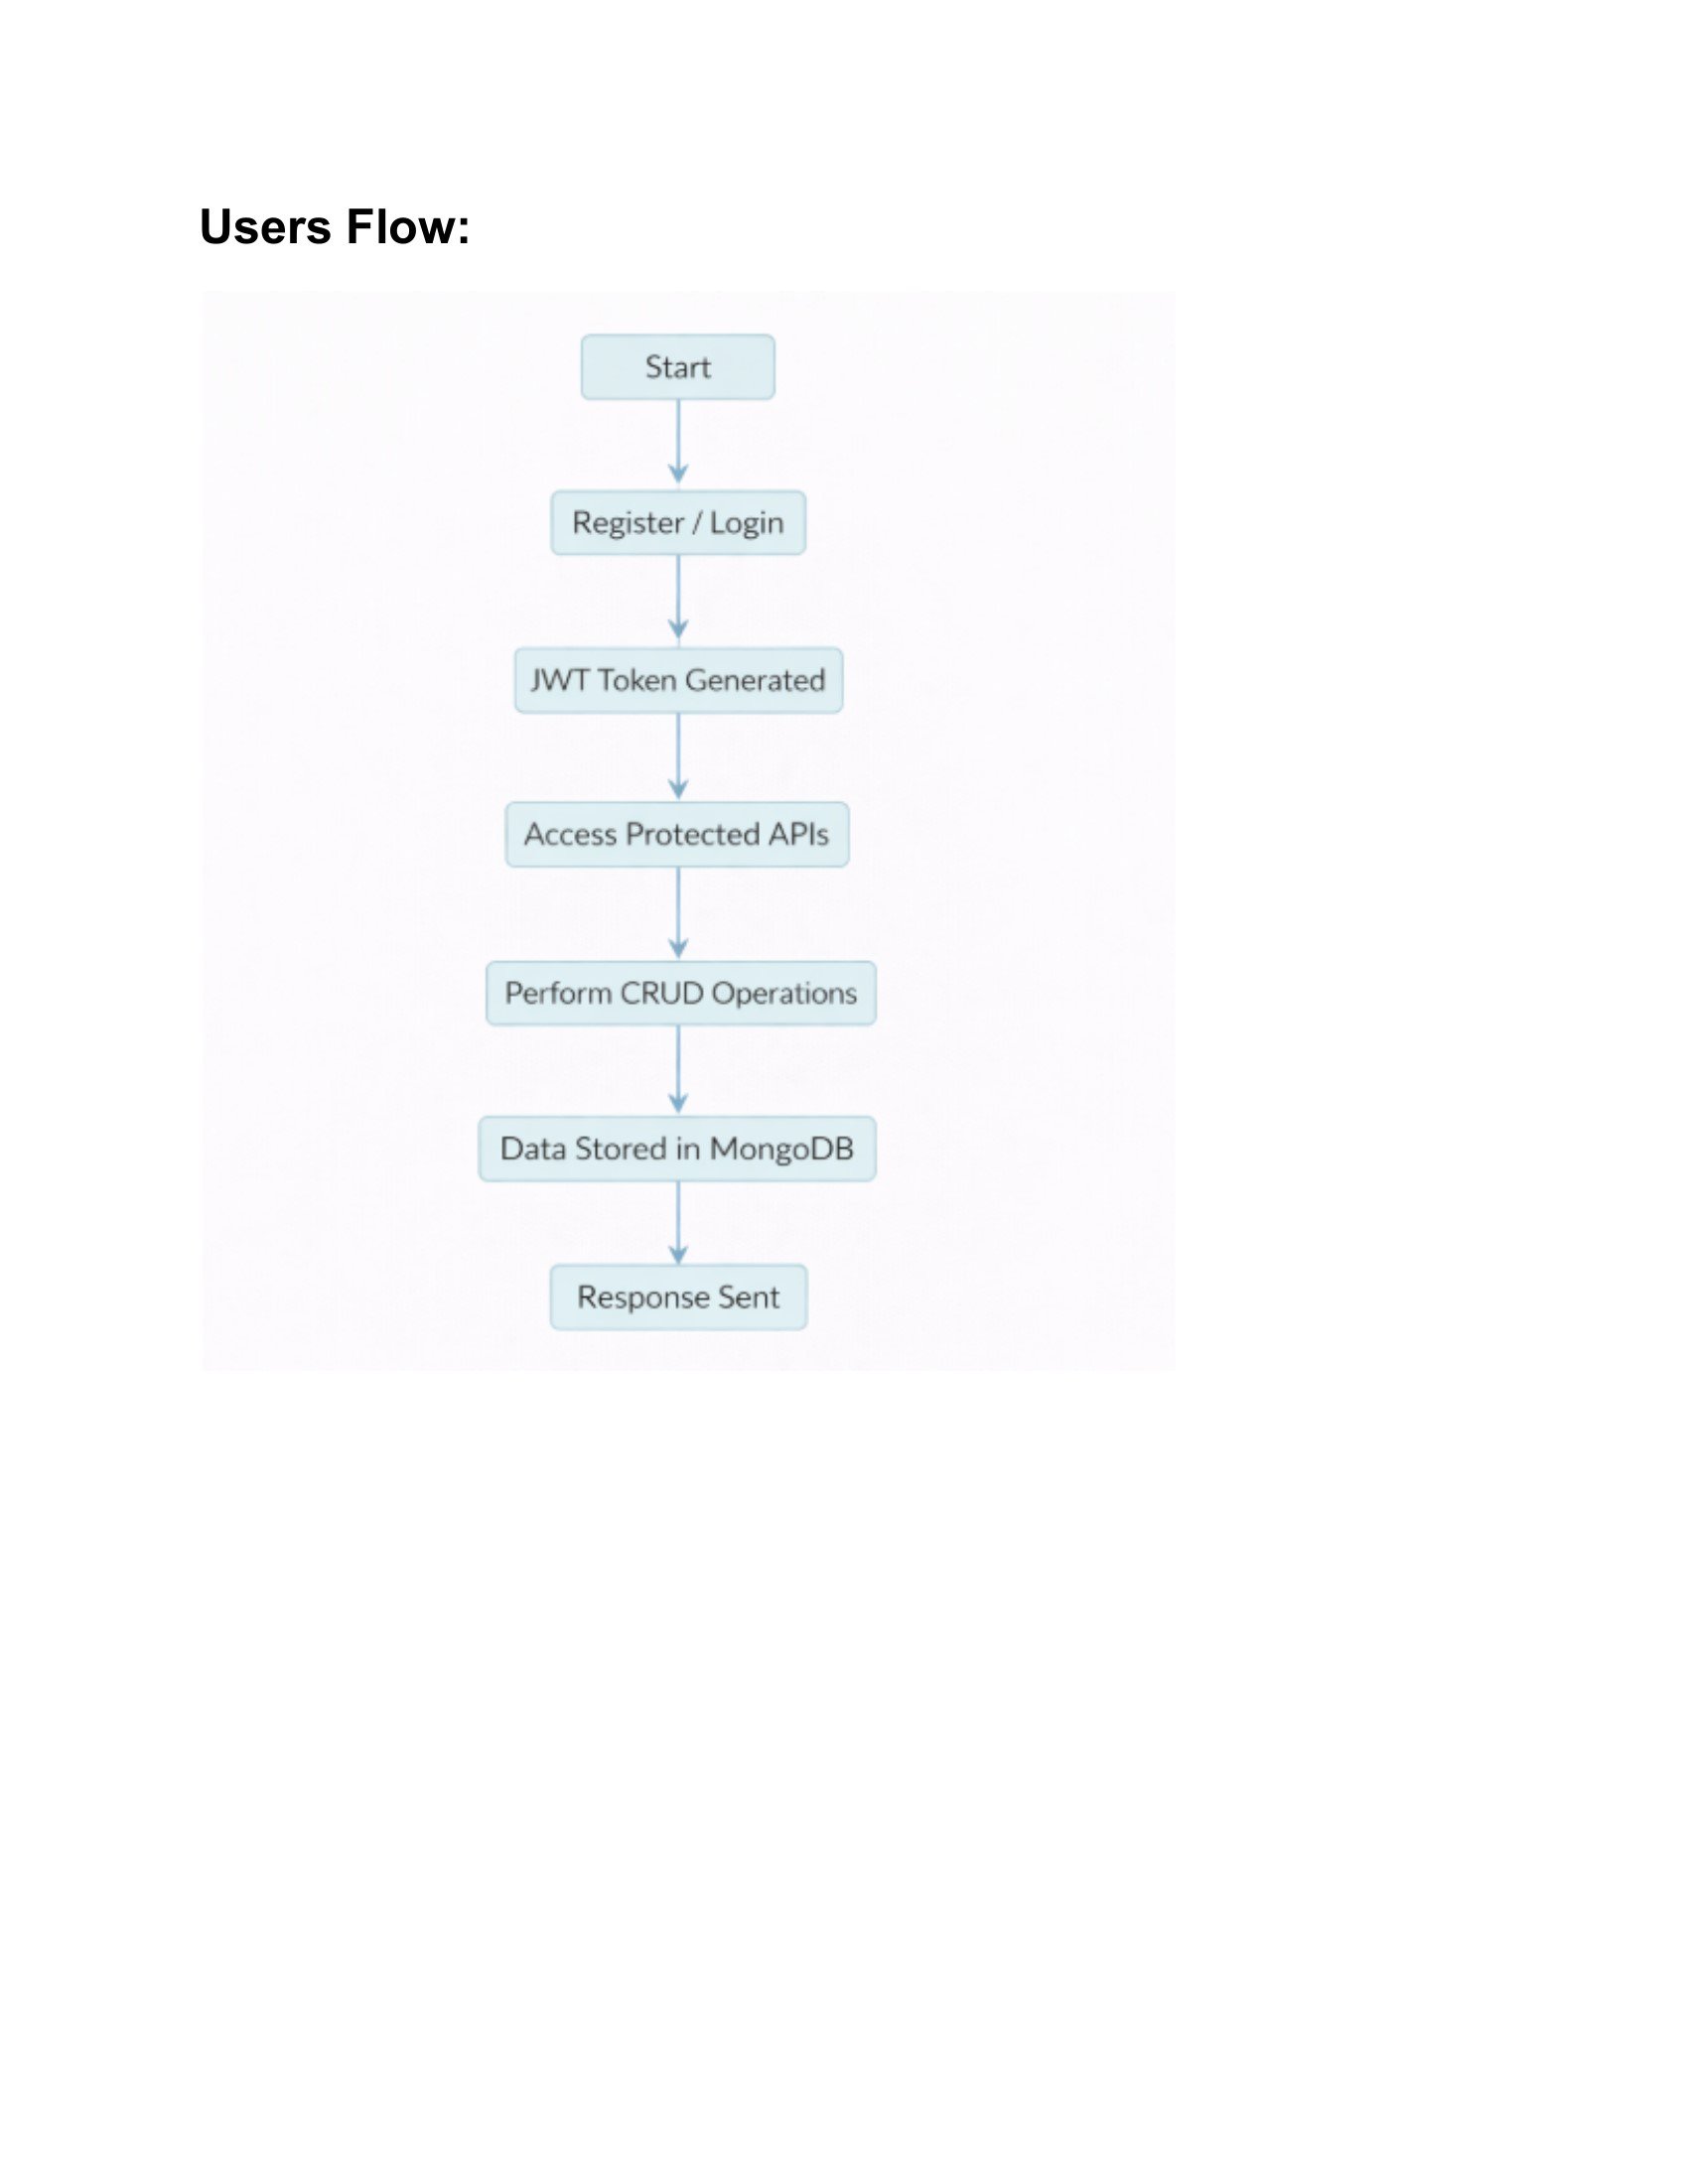 Users Flow:
Start
Register / Login
JWT Token Generated
Access Protected APIs
Perform CRUD Operations
Data Stored in MongoDB
Response Sent